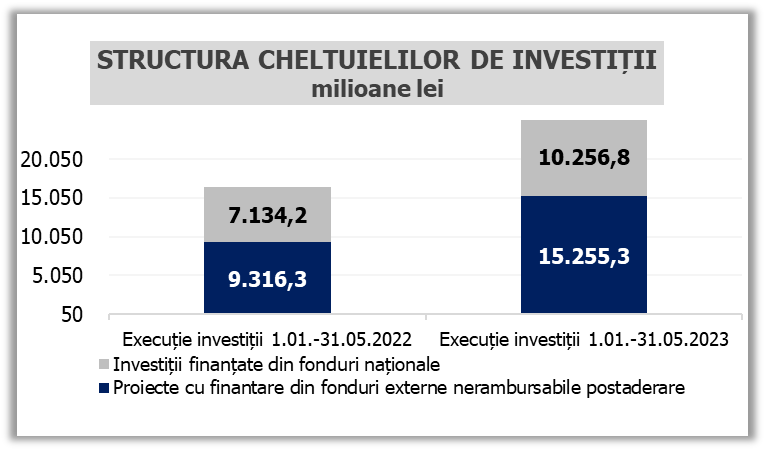 STRUCTURA CHELTUIELILOR DE INVESTIȚII
milioane lei
20.050
15.050
10.050
5.050
50
7.134,2
9.316,3
10.256,8
15.255,3
Execuție investiții 1.01.-31.05.2022
Execuție investiții 1.01.-31.05.2023
Investiții finanțate din fonduri naționale
Proiecte cu finantare din fonduri externe nerambursabile postaderare